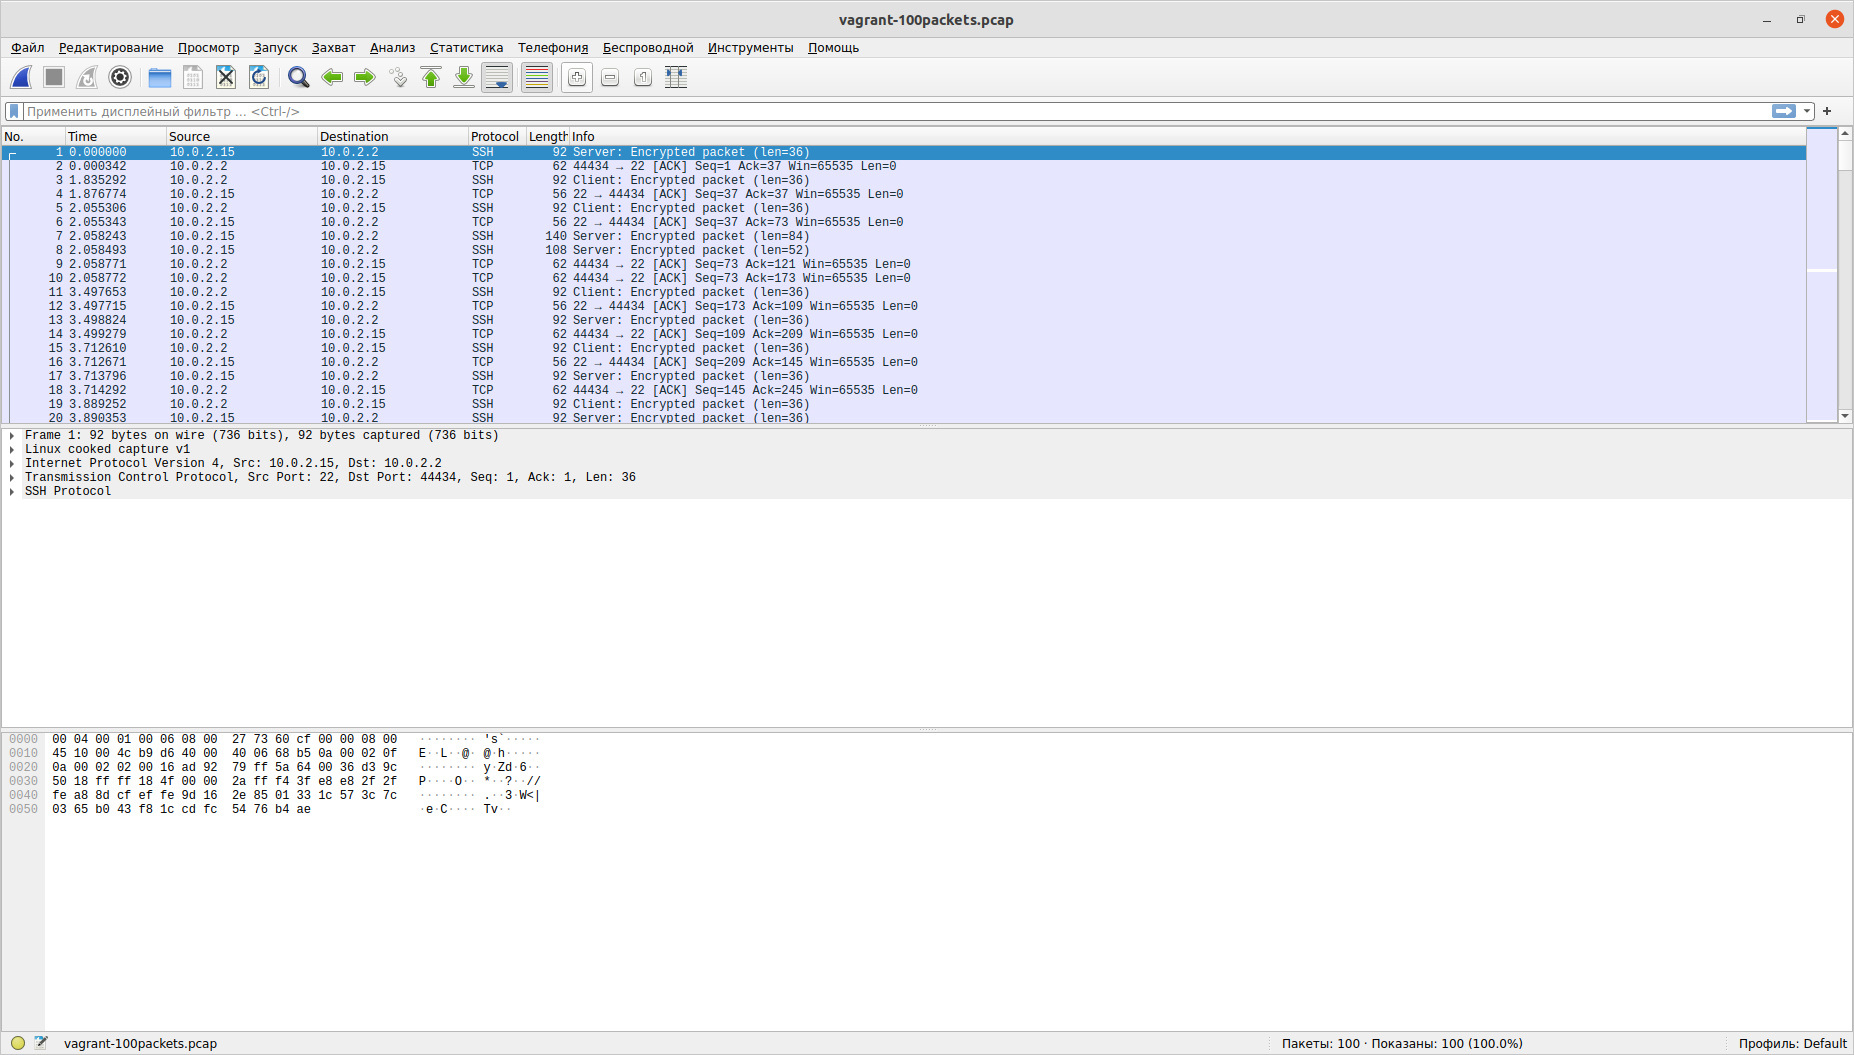 vagrant-100packets.pcap
Файл Редактирование Просмотр Запуск Захват Анализ Статистика Телефония Беспроводной Инструменты Помощь
Применить дисплейный фильтр ... <Ctrl-/>
No. Time Source Destination Protocol Length Info
1 0.000000 10.0.2.15 10.0.2.2 SSH 92 Server: Encrypted packet (len=36)
2 0.000342 10.0.2.2 10.0.2.15 TCP 62 44434 → 22 [ACK] Seq=1 Ack=37 Win=65535 Len=0
3 1.835292 10.0.2.2 10.0.2.15 SSH 92 Client: Encrypted packet (len=36)
4 1.876774 10.0.2.15 10.0.2.2 TCP 56 22 → 44434 [ACK] Seq=37 Ack=37 Win=65535 Len=0
5 2.055306 10.0.2.2 10.0.2.15 SSH 92 Client: Encrypted packet (len=36)
6 2.055343 10.0.2.15 10.0.2.2 TCP 56 22 → 44434 [ACK] Seq=37 Ack=73 Win=65535 Len=0
7 2.058243 10.0.2.15 10.0.2.2 SSH 140 Server: Encrypted packet (len=84)
8 2.058493 10.0.2.15 10.0.2.2 SSH 108 Server: Encrypted packet (len=52)
9 2.058771 10.0.2.2 10.0.2.15 TCP 62 44434 → 22 [ACK] Seq=73 Ack=121 Win=65535 Len=0
10 2.058772 10.0.2.2 10.0.2.15 TCP 62 44434 → 22 [ACK] Seq=73 Ack=173 Win=65535 Len=0
11 3.497653 10.0.2.2 10.0.2.15 SSH 92 Client: Encrypted packet (len=36)
12 3.497715 10.0.2.15 10.0.2.2 TCP 56 22 → 44434 [ACK] Seq=173 Ack=109 Win=65535 Len=0
13 3.498824 10.0.2.15 10.0.2.2 SSH 92 Server: Encrypted packet (len=36)
14 3.499279 10.0.2.2 10.0.2.15 TCP 62 44434 → 22 [ACK] Seq=109 Ack=209 Win=65535 Len=0
15 3.712610 10.0.2.2 10.0.2.15 SSH 92 Client: Encrypted packet (len=36)
16 3.712671 10.0.2.15 10.0.2.2 TCP 56 22 → 44434 [ACK] Seq=209 Ack=145 Win=65535 Len=0
17 3.713796 10.0.2.15 10.0.2.2 SSH 92 Server: Encrypted packet (len=36)
18 3.714292 10.0.2.2 10.0.2.15 TCP 62 44434 → 22 [ACK] Seq=145 Ack=245 Win=65535 Len=0
19 3.889252 10.0.2.2 10.0.2.15 SSH 92 Client: Encrypted packet (len=36)
20 3.890353 10.0.2.15 10.0.2.2 SSH 92 Server: Encrypted packet (len=36)
Frame 1: 92 bytes on wire (736 bits), 92 bytes captured (736 bits)
Linux cooked capture v1
Internet Protocol Version 4, Src: 10.0.2.15, Dst: 10.0.2.2
Transmission Control Protocol, Src Port: 22, Dst Port: 44434, Seq: 1, Ack: 1, Len: 36
SSH Protocol
0000 00 04 00 01 00 06 08 00 27 73 60 cf 00 00 08 00 ········ 's`·····
0010 45 10 00 4c b9 d6 40 00 40 06 68 b5 0a 00 02 0f E··L··@· @·h·····
0020 0a 00 02 02 00 16 ad 92 79 ff 5a 64 00 36 d3 9c ········ y·Zd·6··
0030 50 18 ff ff 18 4f 00 00 2a ff f4 3f e8 e8 2f 2f P····O·· *··?··//
0040 fe a8 8d cf ef fe 9d 16 2e 85 01 33 1c 57 3c 7c ········ .··3·W<|
0050 03 65 b0 43 f8 1c cd fc 54 76 b4 ae ·e·C···· Tv··
vagrant-100packets.pcap Пакеты: 100 · Показаны: 100 (100.0%) Профиль: Default